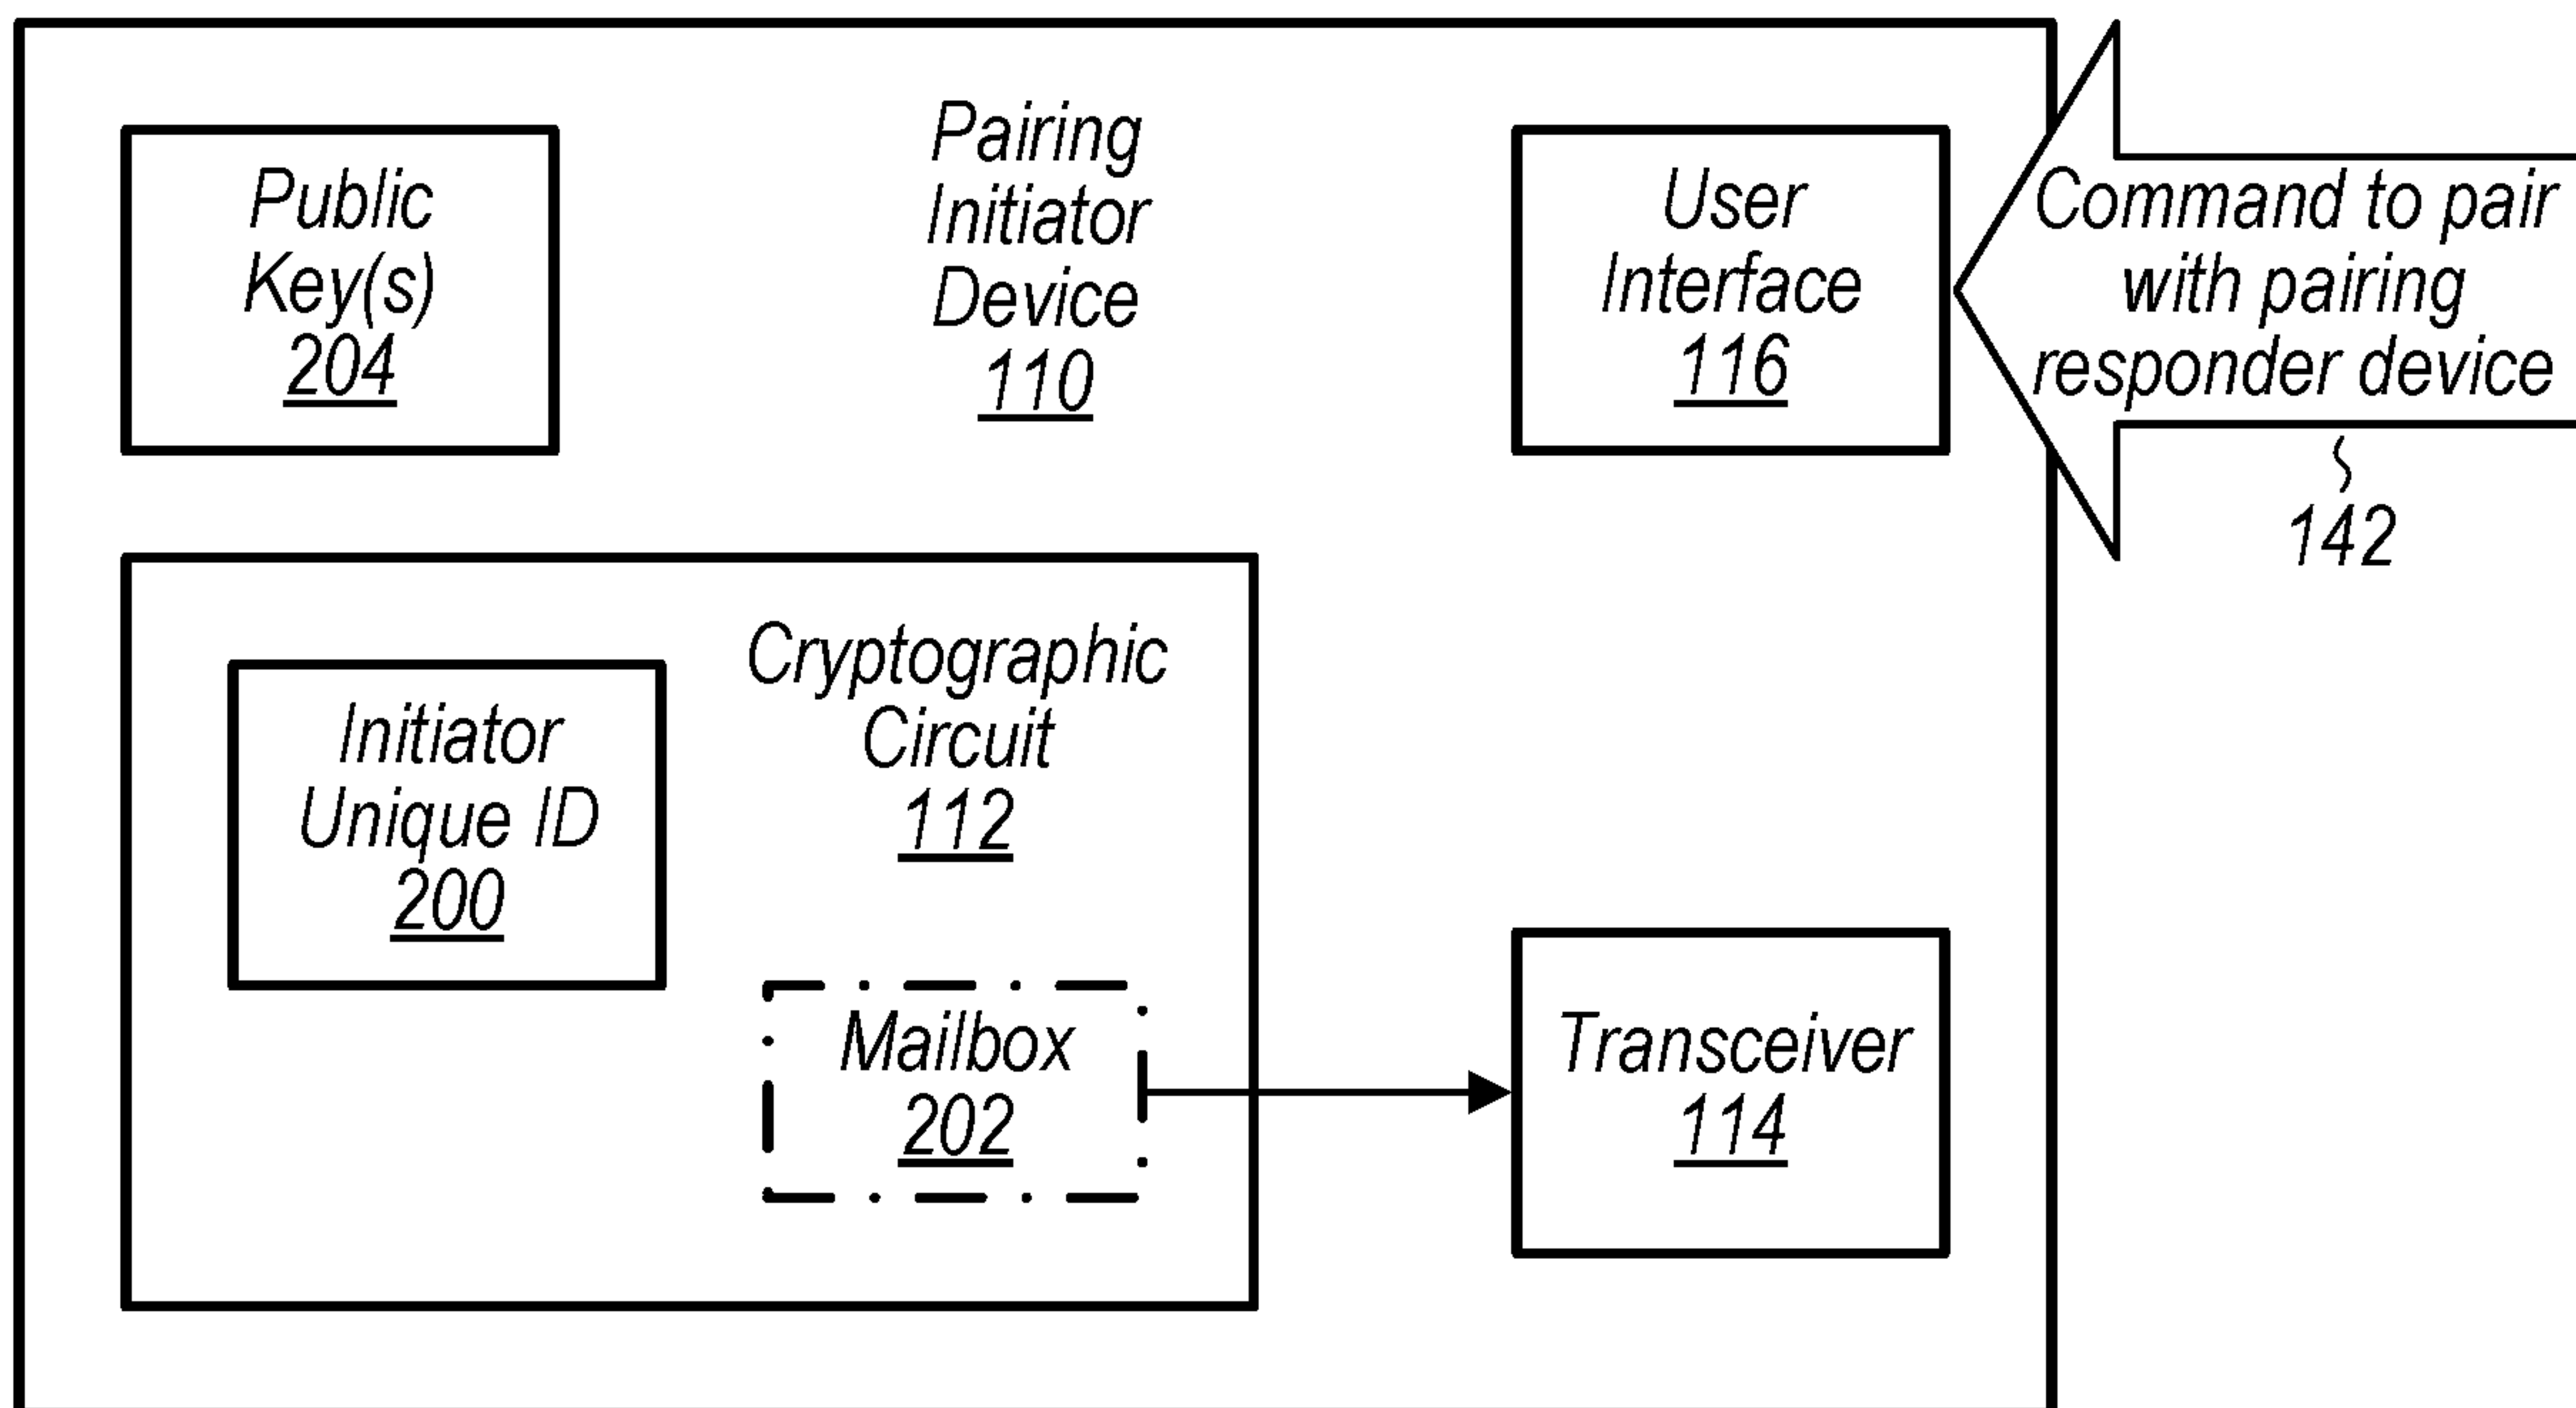 Public
Key(s)
204
Pairing
Initiator
Device
110
User
Interface
116
Command to pair
with pairing
responder device
142
Cryptographic
Circuit
112
Initiator
Unique ID
200
Mailbox
202
Transceiver
114